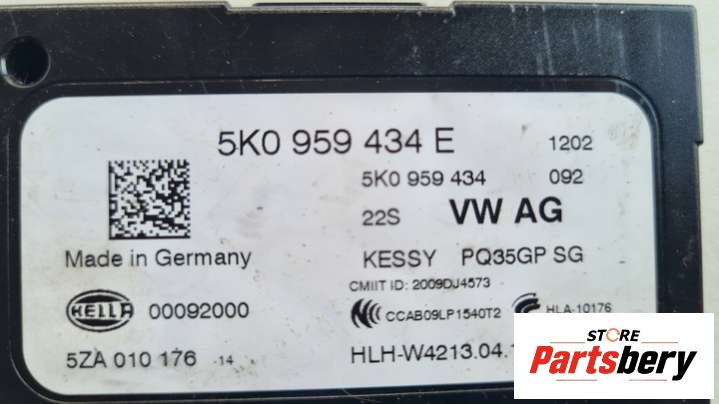 5K0 959 434 E 1202
5K0 959 434 092
22S VW AG
Made in Germany KESSY PQ35GP SG
CMIIT ID: 2009DJ4573
HELLA 00092000 CCAB09LP1540T2 HLA-10176
5ZA 010 176 -14 HLH-W4213.04.
STORE
Partsbery